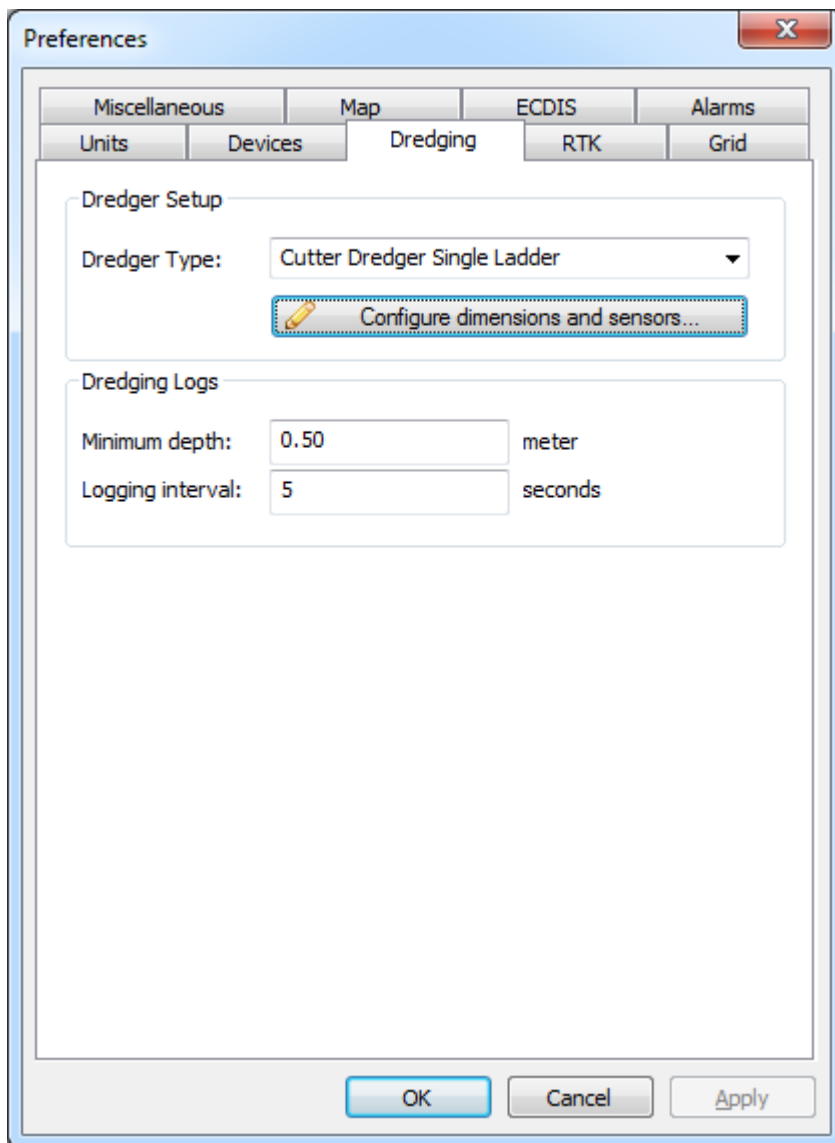 Preferences
Miscellaneous Map ECDIS Alarms
Units Devices Dredging RTK Grid
Dredger Setup
Dredger Type: Cutter Dredger Single Ladder
Configure dimensions and sensors...
Dredging Logs
Minimum depth: 0.50 meter
Logging interval: 5 seconds
OK Cancel Apply